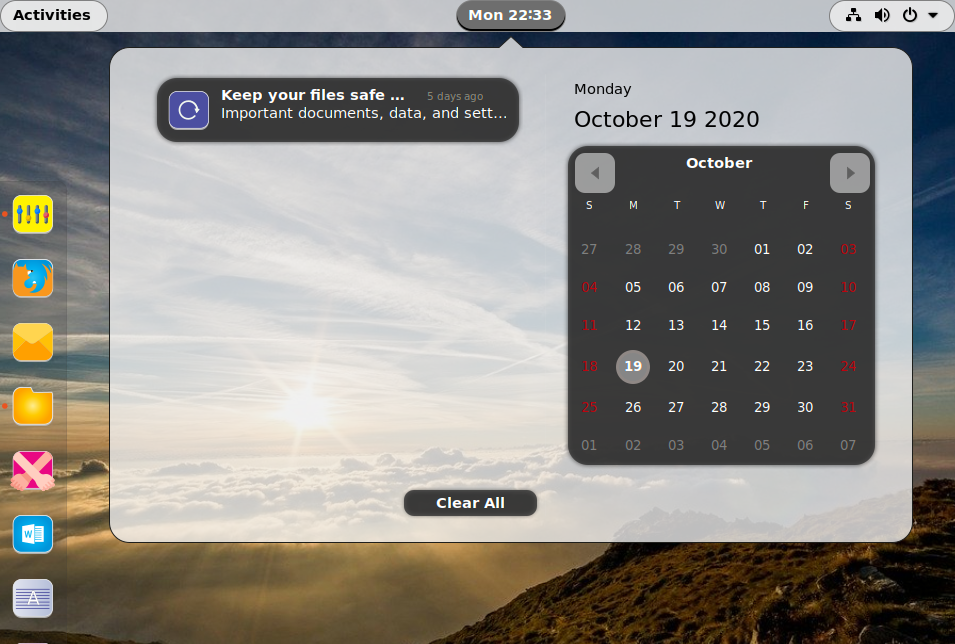 Activities
Mon 22:33
Keep your files safe ... 5 days ago
Important documents, data, and sett...
Monday
October 19 2020
October
S M T W T F S
27 28 29 30 01 02 03
04 05 06 07 08 09 10
11 12 13 14 15 16 17
18 19 20 21 22 23 24
25 26 27 28 29 30 31
01 02 03 04 05 06 07
Clear All
W
A